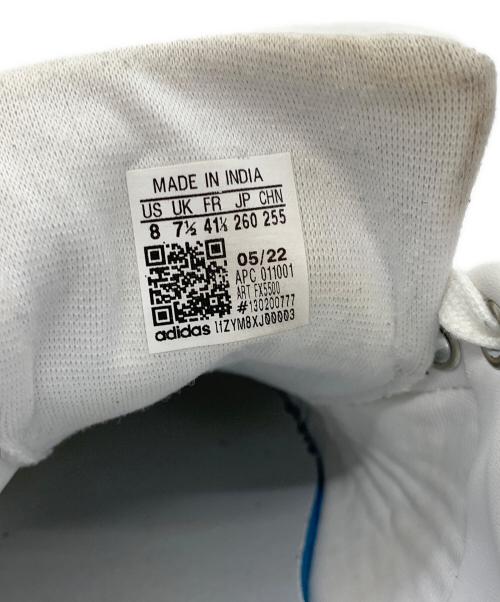 MADE IN INDIA
US UK FR JP CHN
8 7½ 41⅓ 260 255
05/22
APC 011001
ART FX5500
#130200777
adidas 1fZYM8XJ00003